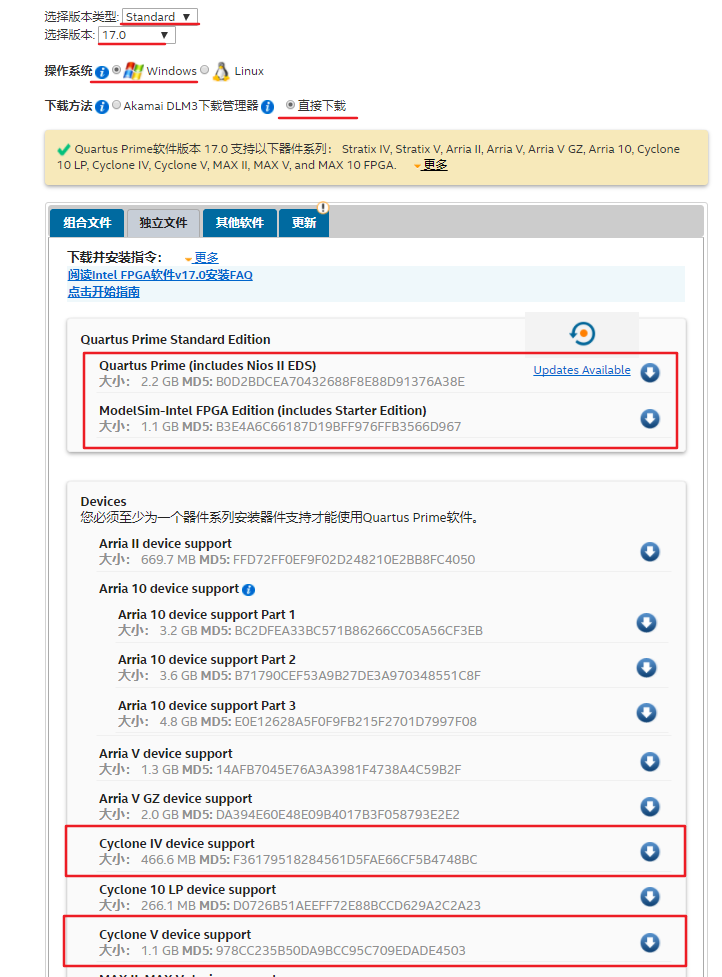 选择版本类型: Standard
选择版本: 17.0
操作系统 Windows Linux
下载方法 Akamai DLM3下载管理器 直接下载
Quartus Prime软件版本 17.0 支持以下器件系列： Stratix IV, Stratix V, Arria II, Arria V, Arria V GZ, Arria 10, Cyclone
10 LP, Cyclone IV, Cyclone V, MAX II, MAX V, and MAX 10 FPGA. 更多
组合文件 独立文件 其他软件 更新
下载并安装指令： 更多
阅读Intel FPGA软件v17.0安装FAQ
点击开始指南
Quartus Prime Standard Edition
Quartus Prime (includes Nios II EDS) Updates Available
大小： 2.2 GB MD5: B0D2BDCEA70432688F8E88D91376A38E
ModelSim-Intel FPGA Edition (includes Starter Edition)
大小： 1.1 GB MD5: B3E4A6C66187D19BFF976FFB3566D967
Devices
您必须至少为一个器件系列安装器件支持才能使用Quartus Prime软件。
Arria II device support
大小： 669.7 MB MD5: FFD72FF0EF9F02D248210E2BB8FC4050
Arria 10 device support
Arria 10 device support Part 1
大小： 3.2 GB MD5: BC2DFEA33BC571B86266CC05A56CF3EB
Arria 10 device support Part 2
大小： 3.6 GB MD5: B71790CEF53A9B27DE3A970348551C8F
Arria 10 device support Part 3
大小： 4.8 GB MD5: E0E12628A5F0F9FB215F2701D7997F08
Arria V device support
大小： 1.3 GB MD5: 14AFB7045E76A3A3981F4738A4C59B2F
Arria V GZ device support
大小： 2.0 GB MD5: DA394E60E48E09B4017B3F058793E2E2
Cyclone IV device support
大小： 466.6 MB MD5: F36179518284561D5FAE66CF5B4748BC
Cyclone 10 LP device support
大小： 266.1 MB MD5: D0726B51AEEFF72E88BCCD629A2C2A23
Cyclone V device support
大小： 1.1 GB MD5: 978CC235B50DA9BCC95C709EDADE4503